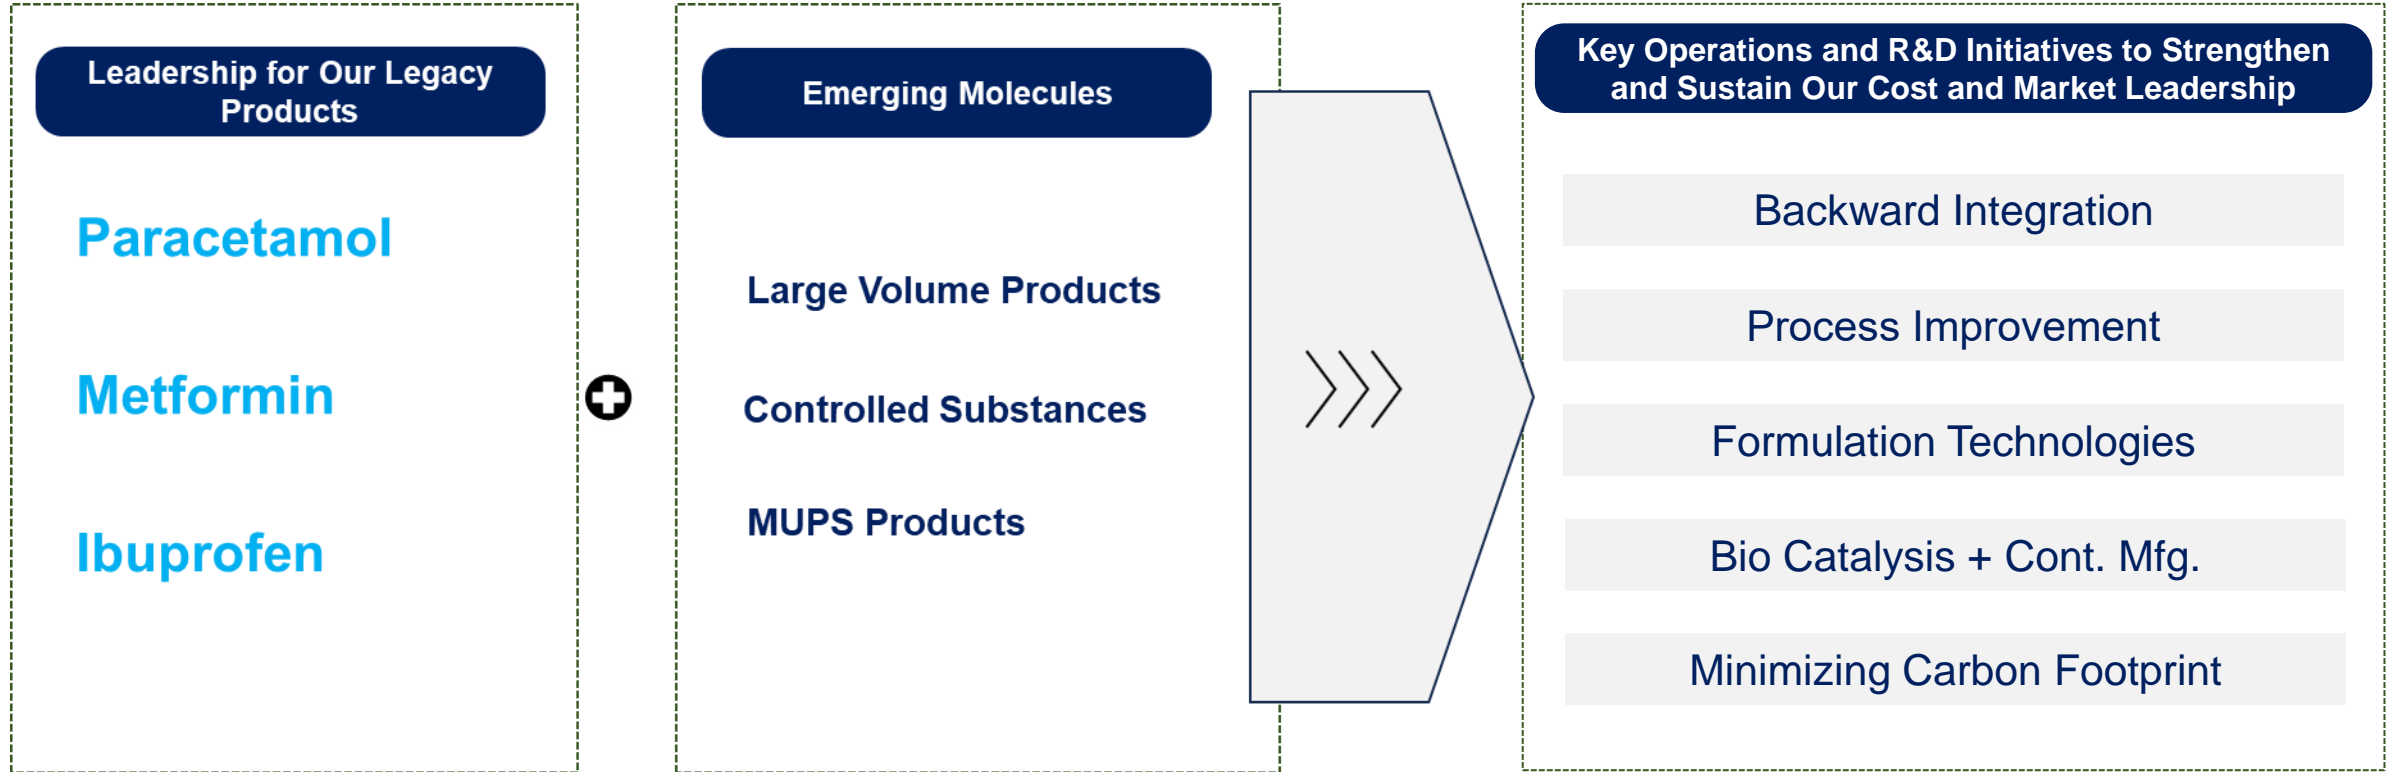 Leadership for Our Legacy
Products
Paracetamol
Metformin
Ibuprofen
Emerging Molecules
Large Volume Products
Controlled Substances
MUPS Products
Key Operations and R&D Initiatives to Strengthen
and Sustain Our Cost and Market Leadership
Backward Integration
Process Improvement
Formulation Technologies
Bio Catalysis + Cont. Mfg.
Minimizing Carbon Footprint